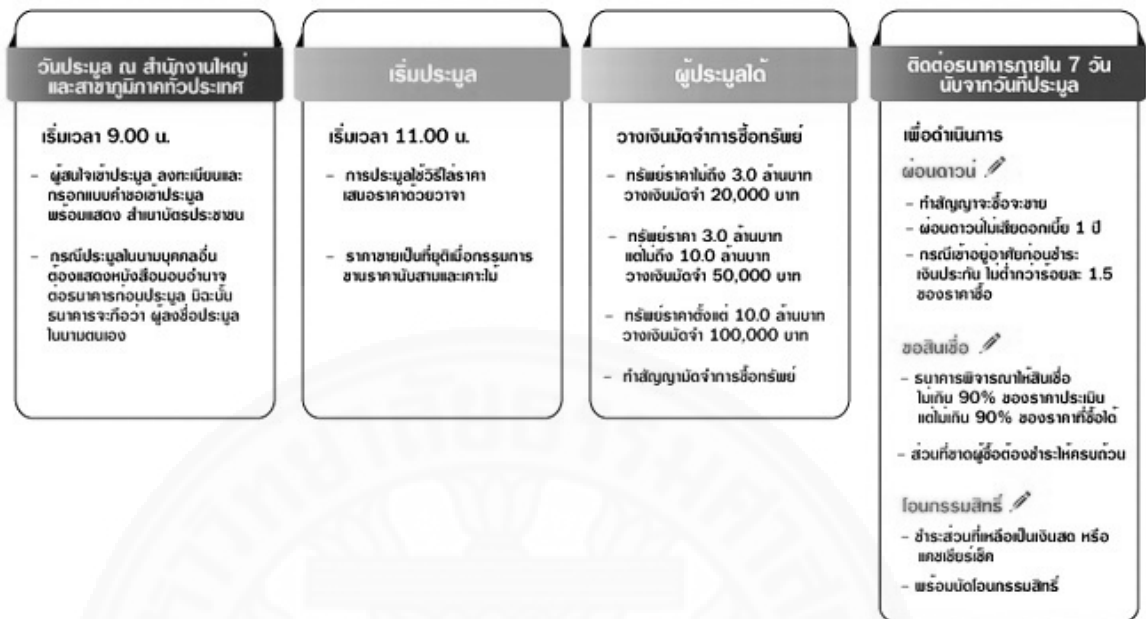 วันประมูล ณ สำนักงานใหญ่
และสาขาภูมิภาคทั่วประเทศ
เริ่มเวลา 9.00 น.
- ผู้สนใจเข้าประมูล ลงทะเบียนและ
กรอกแบบคำขอเข้าประมูล
พร้อมแสดง สำเนาบัตรประชาชน
- กรณีประมูลในนามบุคคลอื่น
ต้องแสดงหนังสือมอบอำนาจ
ต่อธนาคารก่อนประมูล มิฉะนั้น
ธนาคารจะถือว่า ผู้ลงชื่อประมูล
ในนามตนเอง
เริ่มประมูล
เริ่มเวลา 11.00 น.
- การประมูลใช้วิธีไล่ราคา
เสนอราคาด้วยวาจา
- ราคาขายเป็นที่ยุติเมื่อกรรมการ
ขานราคานับสามและเคาะไม้
ผู้ประมูลได้
วางเงินมัดจำการซื้อทรัพย์
- ทรัพย์ราคาไม่ถึง 3.0 ล้านบาท
วางเงินมัดจำ 20,000 บาท
- ทรัพย์ราคา 3.0 ล้านบาท
แต่ไม่ถึง 10.0 ล้านบาท
วางเงินมัดจำ 50,000 บาท
- ทรัพย์ราคาตั้งแต่ 10.0 ล้านบาท
วางเงินมัดจำ 100,000 บาท
- ทำสัญญามัดจำการซื้อทรัพย์
ติดต่อธนาคารภายใน 7 วัน
นับจากวันที่ประมูล
เพื่อดำเนินการ
ผ่อนดาวน์
- ทำสัญญาจะซื้อจะขาย
- ผ่อนดาวน์ไม่เสียดอกเบี้ย 1 ปี
- กรณีเข้าอยู่อาศัยก่อนชำระ
เงินประกัน ไม่ต่ำกว่าร้อยละ 1.5
ของราคาซื้อ
ขอสินเชื่อ
- ธนาคารพิจารณาให้สินเชื่อ
ไม่เกิน 90% ของราคาประเมิน
แต่ไม่เกิน 90% ของราคาที่ซื้อได้
- ส่วนที่ขาดผู้ซื้อต้องชำระให้ครบถ้วน
โอนกรรมสิทธิ์
- ชำระส่วนที่เหลือเป็นเงินสด หรือ
แคชเชียร์เช็ค
- พร้อมนัดโอนกรรมสิทธิ์